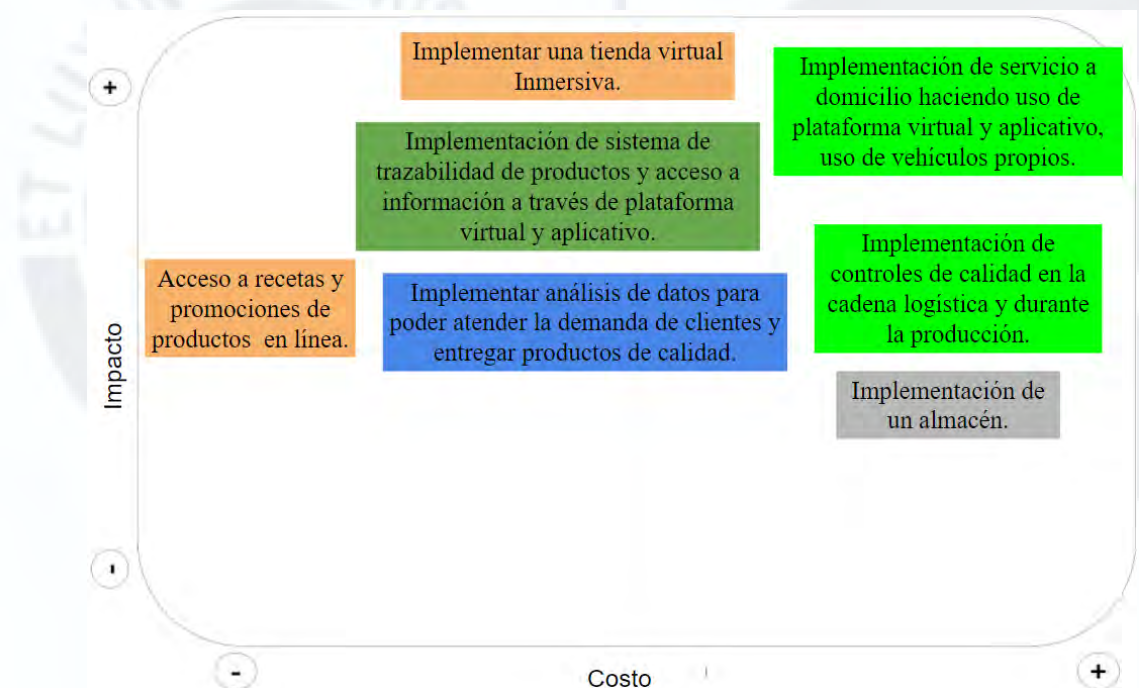 Implementar una tienda virtual
Inmersiva.
Implementación de servicio a
domicilio haciendo uso de
plataforma virtual y aplicativo,
uso de vehículos propios.
+
Implementación de sistema de
trazabilidad de productos y acceso a
información a través de plataforma
virtual y aplicativo.
Implementación de
controles de calidad en la
cadena logística y durante
la producción.
Acceso a recetas y
promociones de
productos en línea.
Implementar análisis de datos para
poder atender la demanda de clientes y
entregar productos de calidad.
Impacto
Implementación de
un almacén.
-
-
Costo
+
ET LU